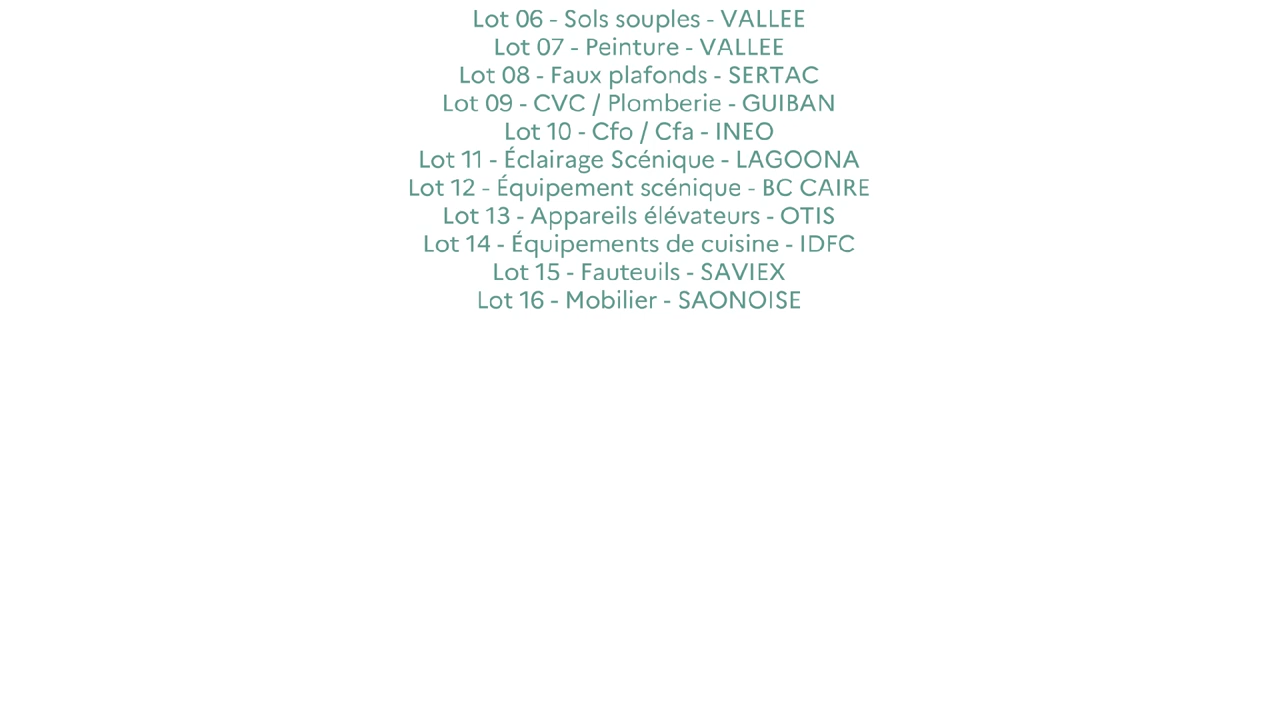 Lot 06 - Sols souples - VALLEE
Lot 07 - Peinture - VALLEE
Lot 08 - Faux plafonds - SERTAC
Lot 09 - CVC / Plomberie - GUIBAN
Lot 10 - Cfo / Cfa - INEO
Lot 11 - Éclairage Scénique - LAGOONA
Lot 12 - Équipement scénique - BC CAIRE
Lot 13 - Appareils élévateurs - OTIS
Lot 14 - Équipements de cuisine - IDFC
Lot 15 - Fauteuils - SAVIEX
Lot 16 - Mobilier - SAONOISE